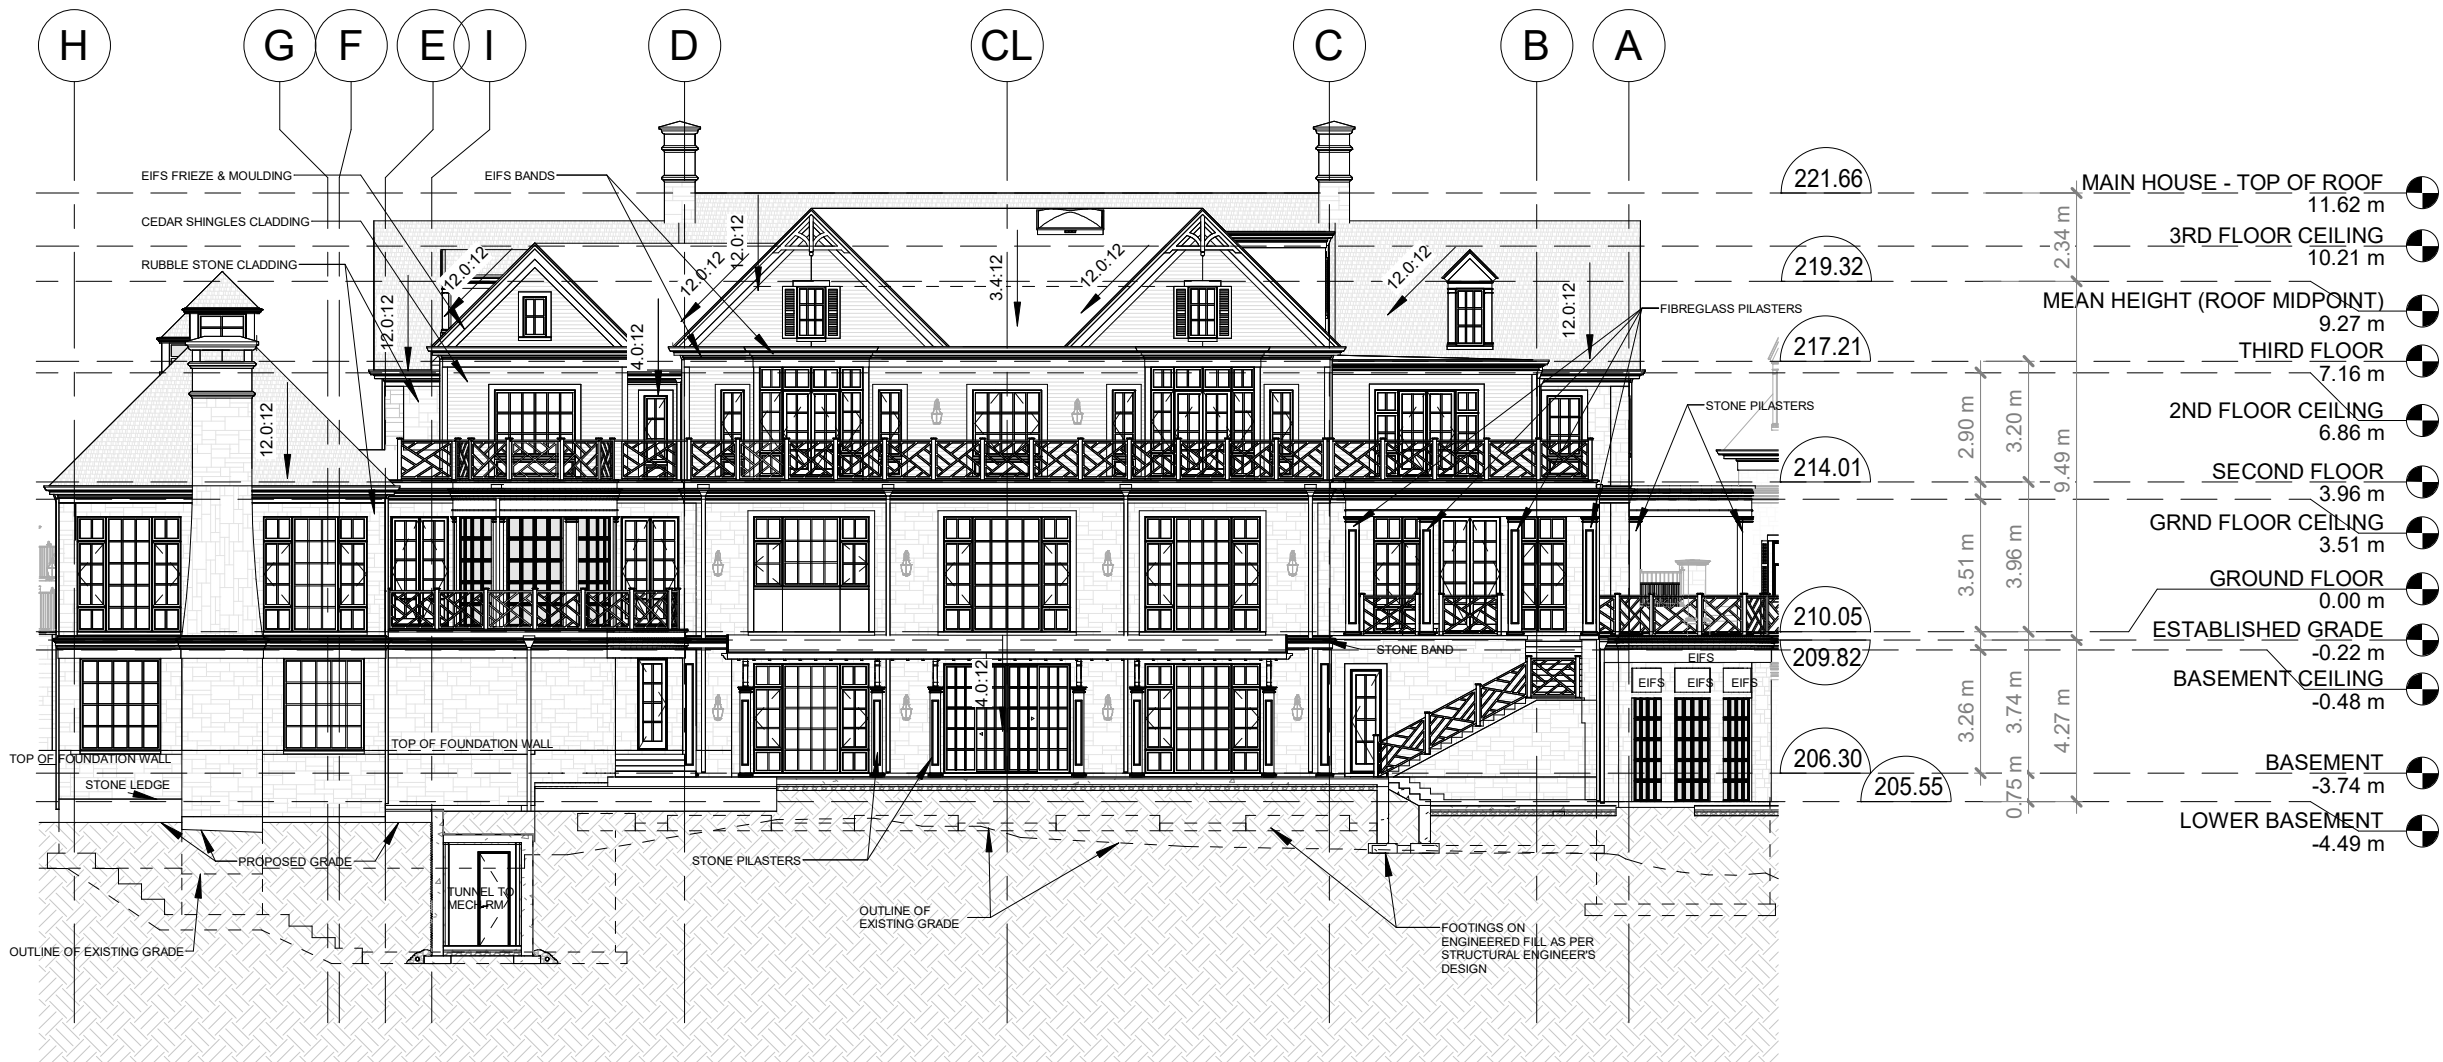 H
G
F
E
I
D
CL
C
B
A
EIFS FRIEZE & MOULDING
EIFS BANDS
CEDAR SHINGLES CLADDING
RUBBLE STONE CLADDING
12.0:12
12.0:12
12.0:12
12.0:12
12.0:12
4.0:12
3.4:12
12.0:12
12.0:12
12.0:12
4.0:12
FIBREGLASS PILASTERS
STONE PILASTERS
STONE BAND
EIFS
EIFS
EIFS
EIFS
TOP OF FOUNDATION WALL
TOP OF FOUNDATION WALL
STONE LEDGE
PROPOSED GRADE
STONE PILASTERS
TUNNEL TO
MECH RM
OUTLINE OF
EXISTING GRADE
OUTLINE OF EXISTING GRADE
FOOTINGS ON
ENGINEERED FILL AS PER
STRUCTURAL ENGINEER'S
DESIGN
221.66
219.32
217.21
214.01
210.05
209.82
206.30
205.55
2.90 m
3.51 m
3.26 m
3.20 m
3.96 m
3.74 m
0.75 m
2.34 m
9.49 m
4.27 m
MAIN HOUSE - TOP OF ROOF
11.62 m
3RD FLOOR CEILING
10.21 m
MEAN HEIGHT (ROOF MIDPOINT)
9.27 m
THIRD FLOOR
7.16 m
2ND FLOOR CEILING
6.86 m
SECOND FLOOR
3.96 m
GRND FLOOR CEILING
3.51 m
GROUND FLOOR
0.00 m
ESTABLISHED GRADE
-0.22 m
BASEMENT CEILING
-0.48 m
BASEMENT
-3.74 m
LOWER BASEMENT
-4.49 m